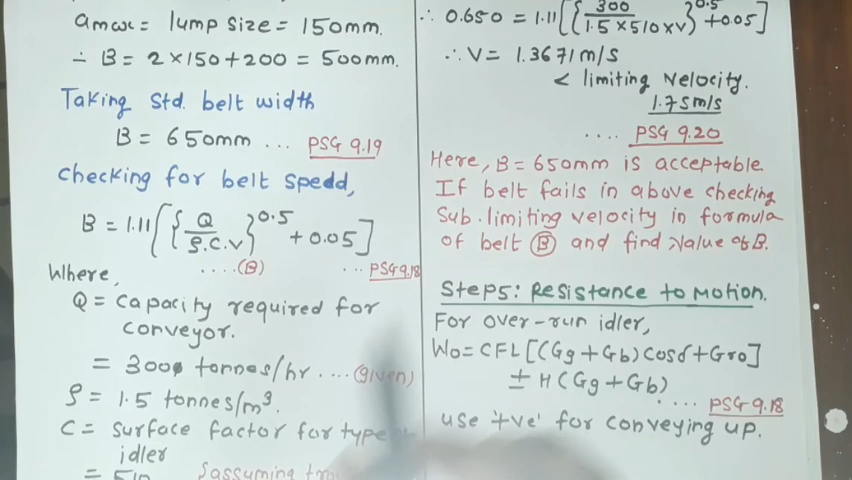 amax = lump size = 150mm.
∴ B = 2×150+200 = 500mm.
Taking Std. belt width
B = 650mm ... PSG 9.19
checking for belt spedd,
B = 1.11[{Q/ρ.C.V}^0.5 + 0.05]
....(B) ... PSG 9.18
Where,
Q = capacity required for
conveyor.
= 300 tonnes/hr ....(given)
ρ = 1.5 tonnes/m³.
C = surface factor for type
idler
= 510
∴ 0.650 = 1.11[{300/1.5×510×V}^0.5 + 0.05]
∴ V = 1.3671 m/s
< limiting velocity.
1.75m/s
.... PSG 9.20
Here, B = 650mm is acceptable.
If belt fails in above checking
Sub. limiting velocity in formula
of belt (B) and find value of B.
Step5: Resistance to Motion.
For over-run idler,
Wo = CFL[(Gg+Gb)Cosδ+Gro]
± H(Gg+Gb)
.... PSG 9.18
use '+ve' for conveying up.